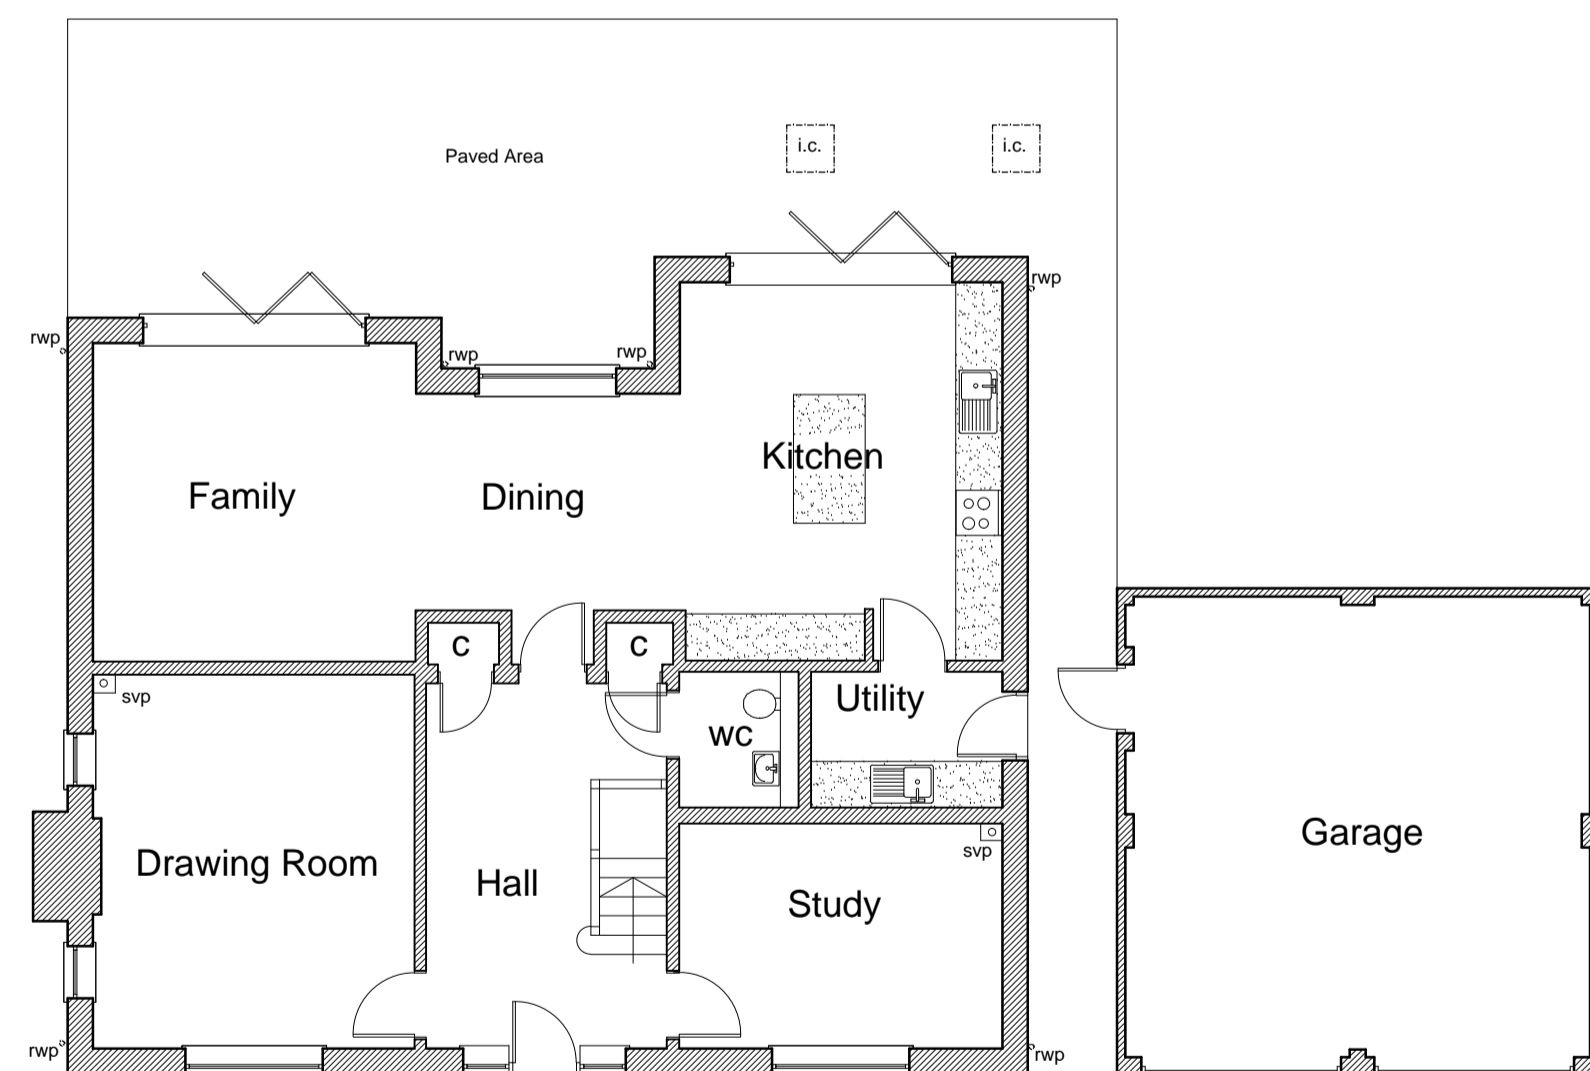 i.c.
i.c.
Paved Area
rwp
rwp
rwp
rwp
Kitchen
Family
Dining
c
c
svp
Utility
wc
Garage
svp
Drawing Room
Hall
Study
rwp
rwp